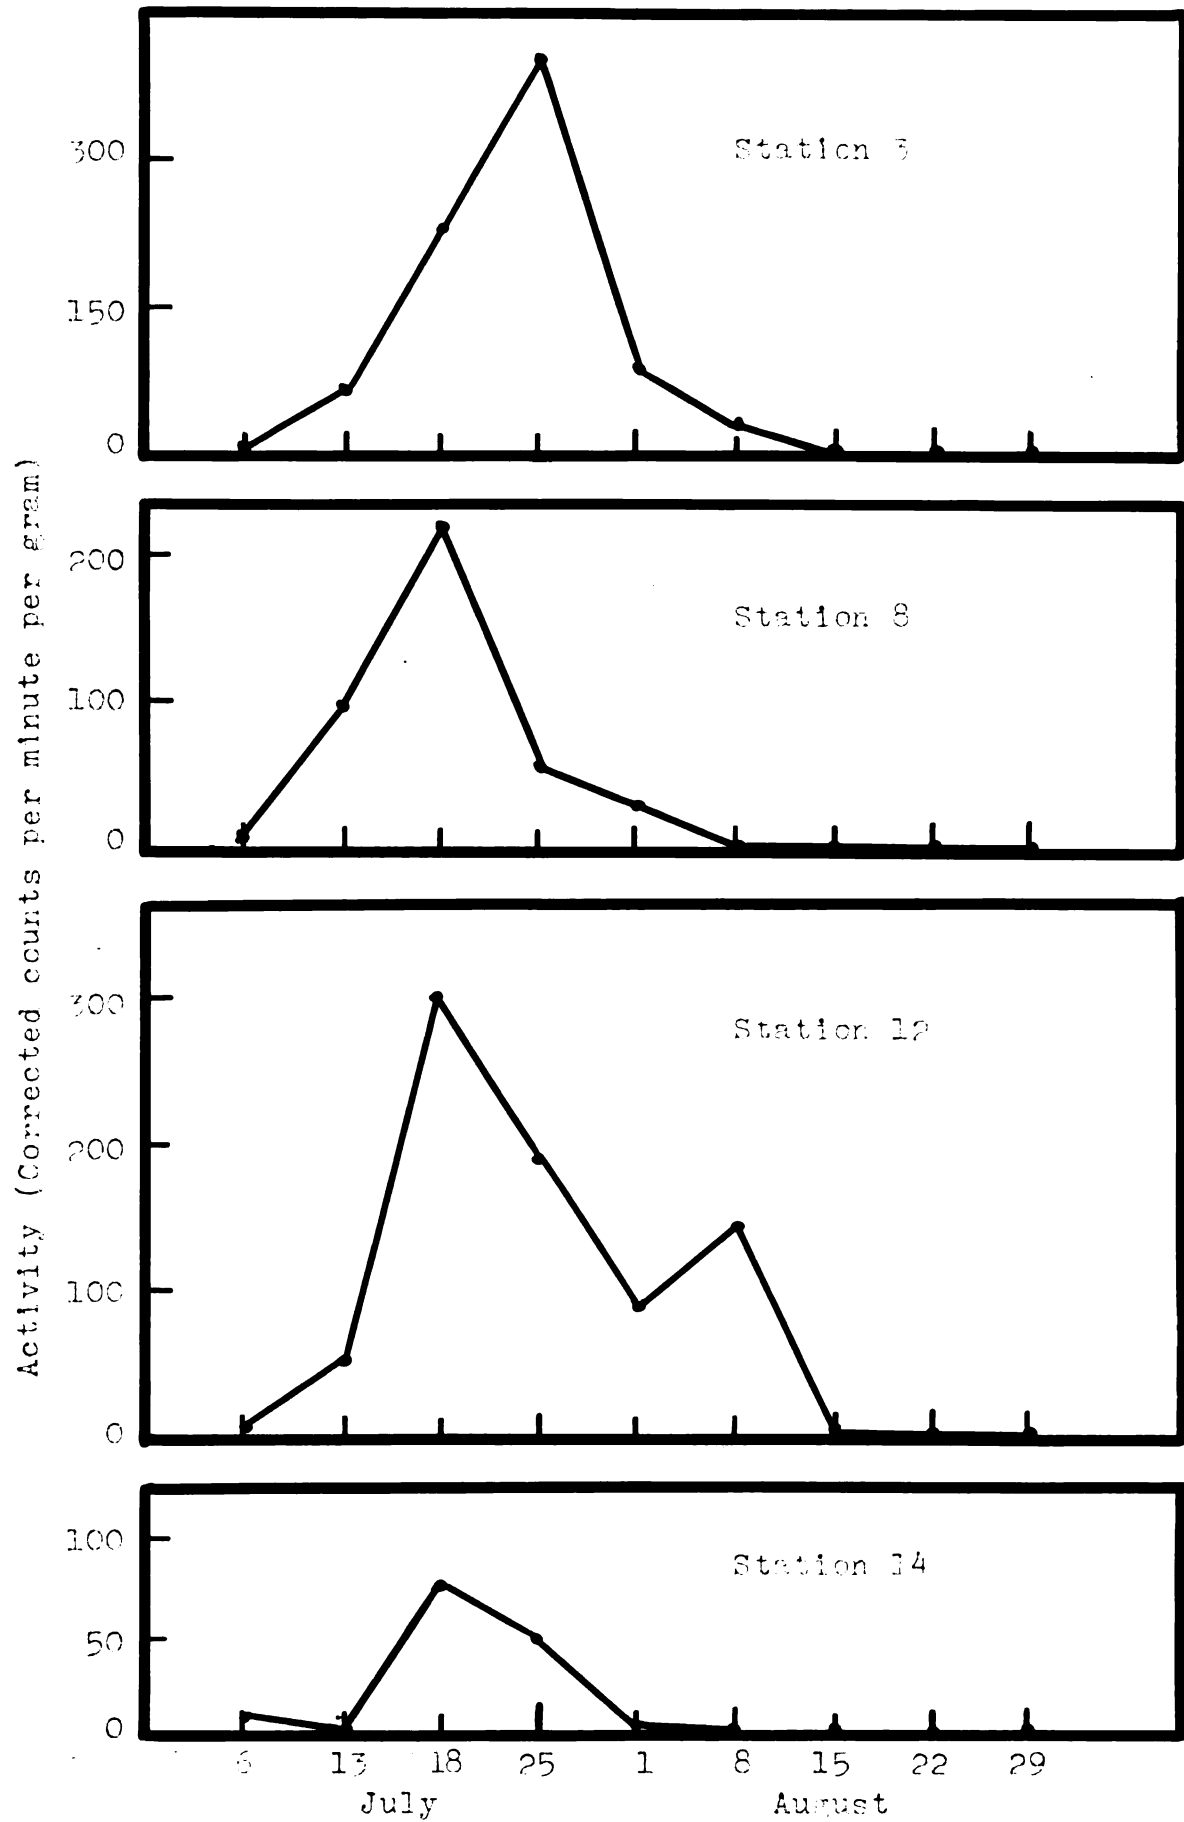 Activity (Corrected counts per minute per gram)
300
Station 3
150
0
200
Station 8
100
0
300
Station 12
200
100
0
100
Station 14
50
0
6 13 18 25 1 8 15 22 29
July August